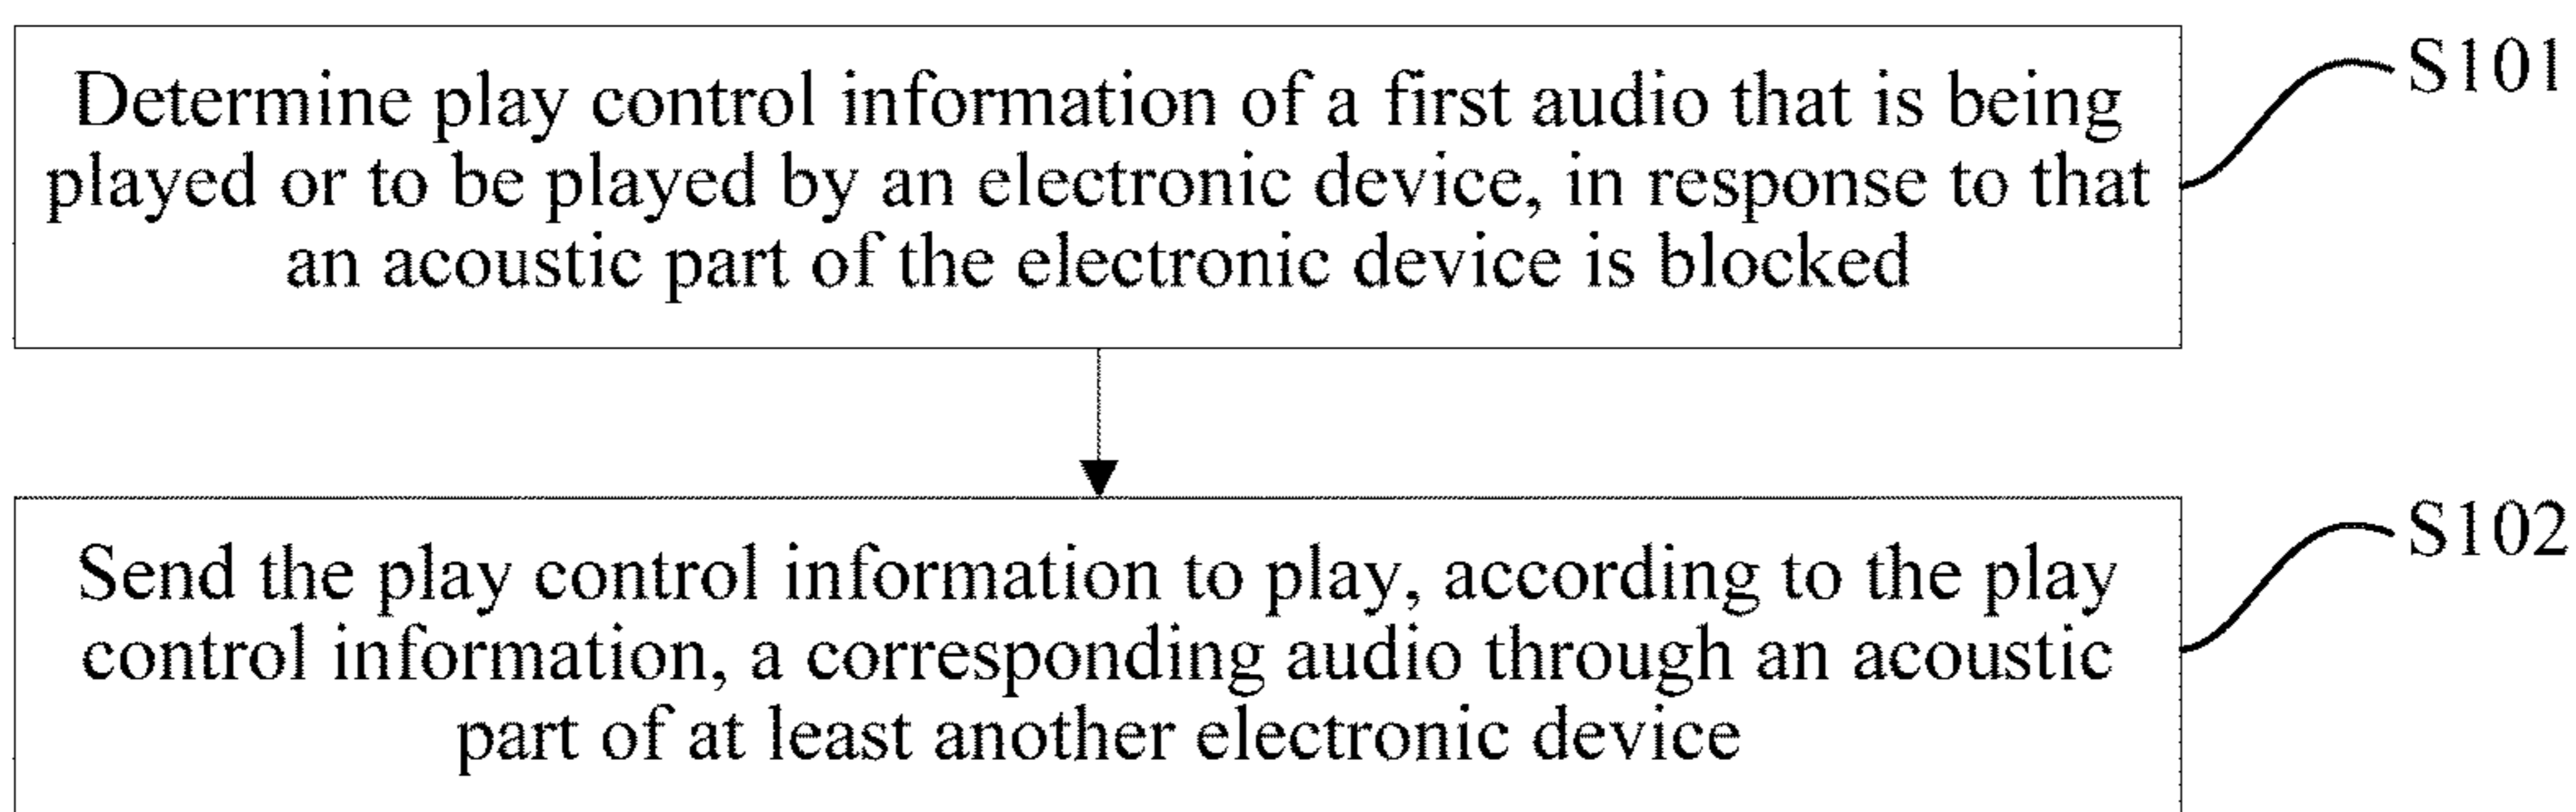 Determine play control information of a first audio that is being
played or to be played by an electronic device, in response to that
an acoustic part of the electronic device is blocked
S101
Send the play control information to play, according to the play
control information, a corresponding audio through an acoustic
part of at least another electronic device
S102